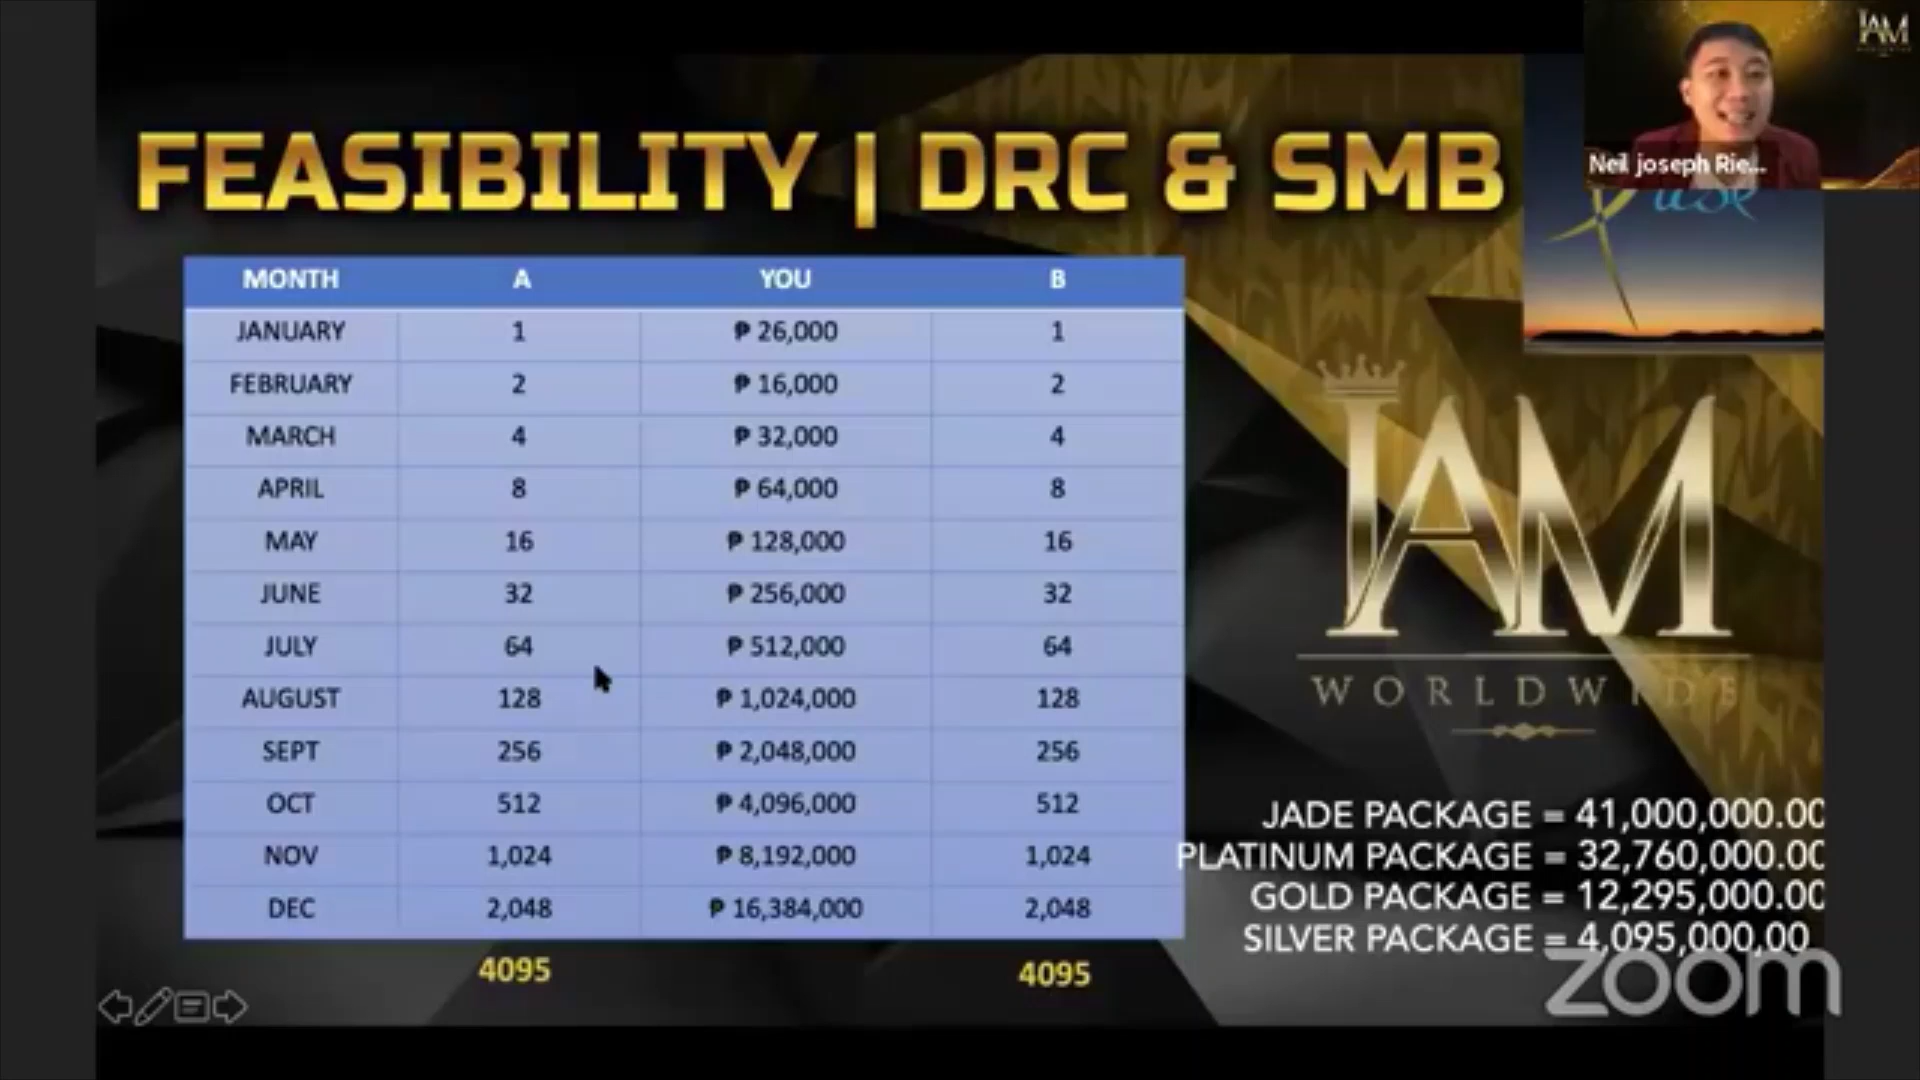 IAM
Neil joseph Rie...
FEASIBILITY | DRC & SMB
MONTH A YOU B
JANUARY 1 ₱ 26,000 1
FEBRUARY 2 ₱ 16,000 2
MARCH 4 ₱ 32,000 4
APRIL 8 ₱ 64,000 8
MAY 16 ₱ 128,000 16
JUNE 32 ₱ 256,000 32
JULY 64 ₱ 512,000 64
AUGUST 128 ₱ 1,024,000 128
SEPT 256 ₱ 2,048,000 256
OCT 512 ₱ 4,096,000 512
NOV 1,024 ₱ 8,192,000 1,024
DEC 2,048 ₱ 16,384,000 2,048
4095 4095
IAM
WORLDWIDE
JADE PACKAGE = 41,000,000.00
PLATINUM PACKAGE = 32,760,000.00
GOLD PACKAGE = 12,295,000.00
SILVER PACKAGE = 4,095,000,00
zoom